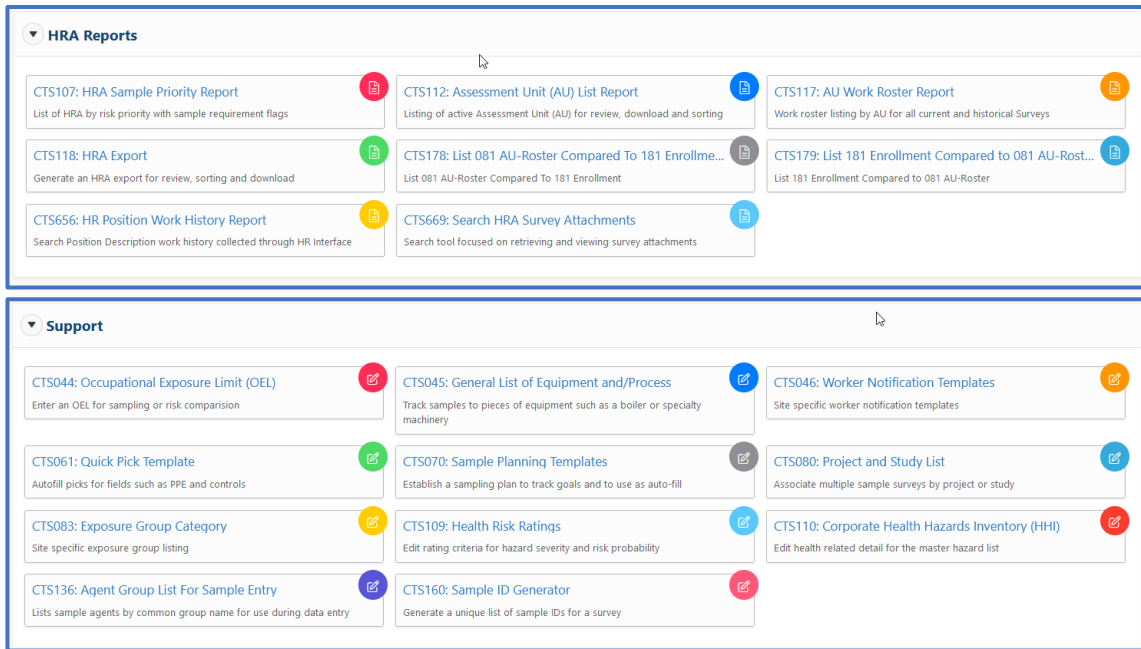 HRA Reports
CTS107: HRA Sample Priority Report
List of HRA by risk priority with sample requirement flags
CTS112: Assessment Unit (AU) List Report
Listing of active Assessment Unit (AU) for review, download and sorting
CTS117: AU Work Roster Report
Work roster listing by AU for all current and historical Surveys
CTS118: HRA Export
Generate an HRA export for review, sorting and download
CTS178: List 081 AU-Roster Compared To 181 Enrollme...
List 081 AU-Roster Compared To 181 Enrollment
CTS179: List 181 Enrollment Compared to 081 AU-Rost...
List 181 Enrollment Compared to 081 AU-Roster
CTS656: HR Position Work History Report
Search Position Description work history collected through HR Interface
CTS669: Search HRA Survey Attachments
Search tool focused on retrieving and viewing survey attachments
Support
CTS044: Occupational Exposure Limit (OEL)
Enter an OEL for sampling or risk comparision
CTS045: General List of Equipment and/Process
Track samples to pieces of equipment such as a boiler or specialty
machinery
CTS046: Worker Notification Templates
Site specific worker notification templates
CTS061: Quick Pick Template
Autofill picks for fields such as PPE and controls
CTS070: Sample Planning Templates
Establish a sampling plan to track goals and to use as auto-fill
CTS080: Project and Study List
Associate multiple sample surveys by project or study
CTS083: Exposure Group Category
Site specific exposure group listing
CTS109: Health Risk Ratings
Edit rating criteria for hazard severity and risk probability
CTS110: Corporate Health Hazards Inventory (HHI)
Edit health related detail for the master hazard list
CTS136: Agent Group List For Sample Entry
Lists sample agents by common group name for use during data entry
CTS160: Sample ID Generator
Generate a unique list of sample IDs for a survey